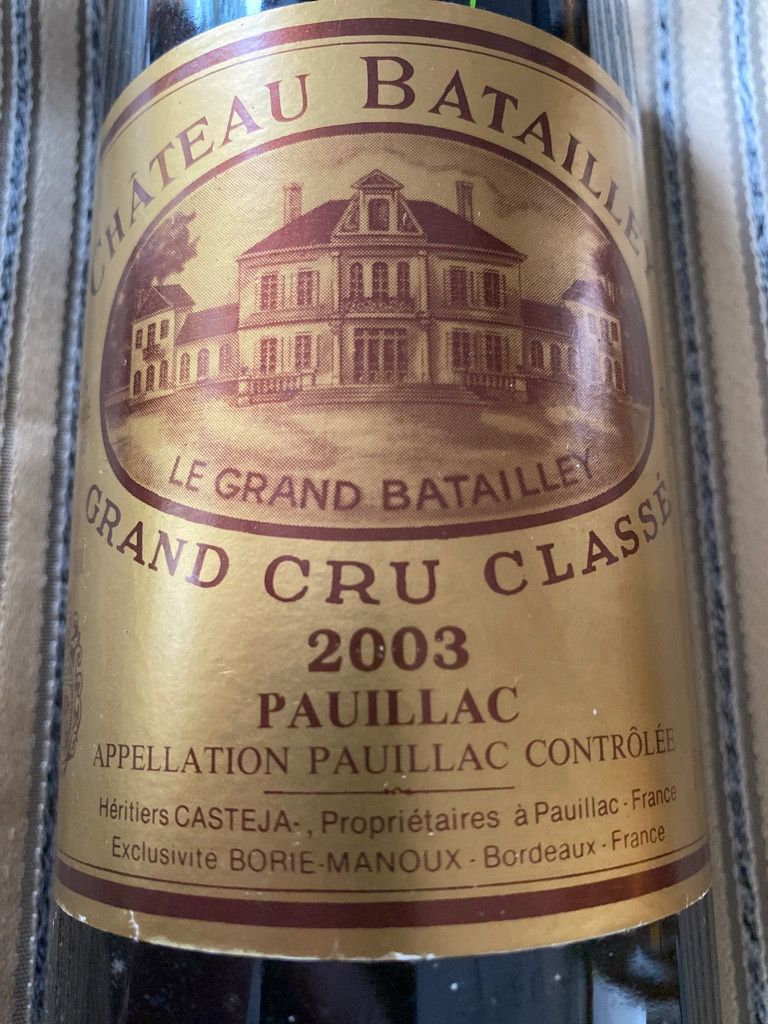 CHÂTEAU BATAILLEY
LE GRAND BATAILLEY
GRAND CRU CLASSÉ
2003
PAUILLAC
APPELLATION PAUILLAC CONTRÔLÉE
Héritiers CASTEJA-, Propriétaires à Pauillac - France
Exclusivite BORIE-MANOUX - Bordeaux - France